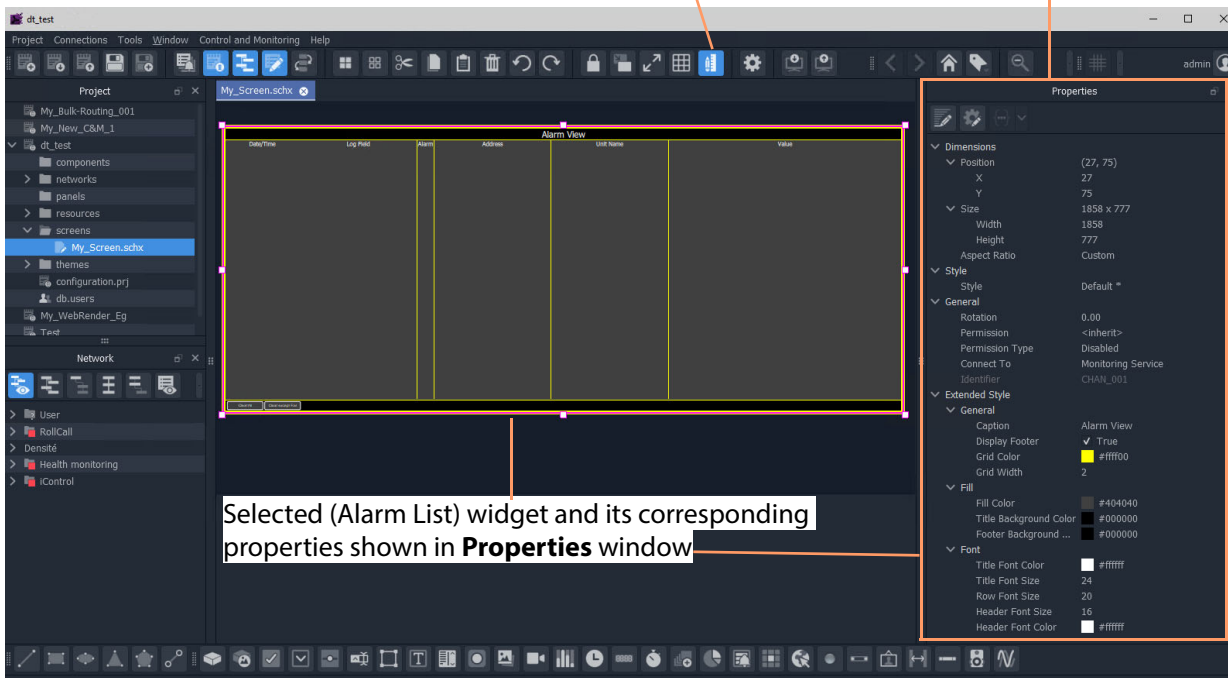 dt_test
Project Connections Tools Window Control and Monitoring Help
admin
Project
My_Bulk-Routing_001
My_New_C&M_1
dt_test
components
networks
panels
resources
screens
My_Screen.schx
themes
configuration.prj
db.users
My_WebRender_Eg
Test
Network
User
RollCall
Densité
Health monitoring
iControl
My_Screen.schx
Alarm View
Date/Time Log Field Alarm Address Unit Name Value
Selected (Alarm List) widget and its corresponding
properties shown in Properties window
Properties
Dimensions
Position (27, 75)
X 27
Y 75
Size 1858 x 777
Width 1858
Height 777
Aspect Ratio Custom
Style
Style Default *
General
Rotation 0.00
Permission <inherit>
Permission Type Disabled
Connect To Monitoring Service
Identifier CHAN_001
Extended Style
General
Caption Alarm View
Display Footer True
Grid Color #ffff00
Grid Width 2
Fill
Fill Color #404040
Title Background Color #000000
Footer Background ... #000000
Font
Title Font Color #ffffff
Title Font Size 24
Row Font Size 20
Header Font Size 16
Header Font Color #ffffff